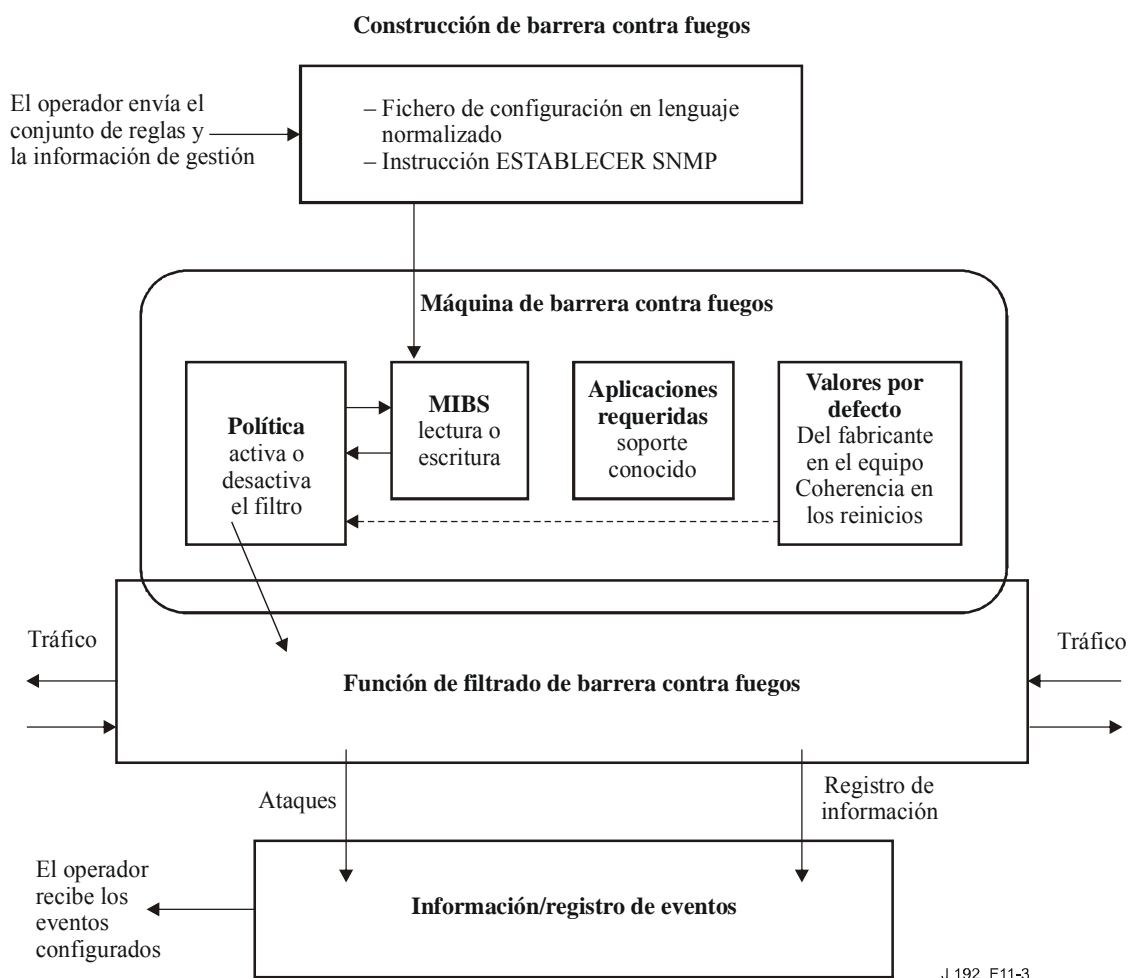 Construcción de barrera contra fuegos
El operador envía el
conjunto de reglas y
la información de gestión
– Fichero de configuración en lenguaje
normalizado
– Instrucción ESTABLECER SNMP
Máquina de barrera contra fuegos
Política
activa o
desactiva
el filtro
MIBS
lectura o
escritura
Aplicaciones
requeridas
soporte
conocido
Valores por
defecto
Del fabricante
en el equipo
Coherencia en
los reinicios
Tráfico
Tráfico
Función de filtrado de barrera contra fuegos
Ataques
Registro de
información
El operador
recibe los
eventos
configurados
Información/registro de eventos
J.192_F11-3